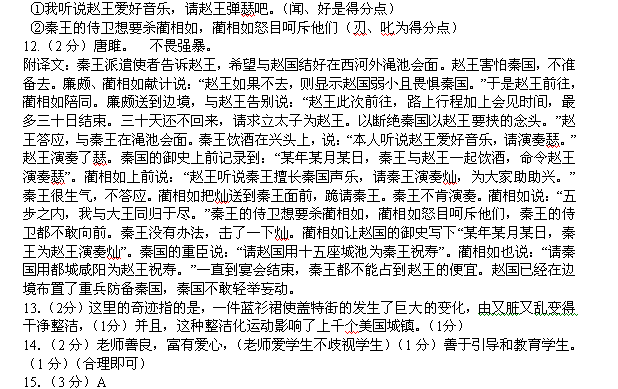 ①我听说赵王爱好音乐，请赵王弹瑟吧。（闻、好是得分点）
②秦王的侍卫想要杀蔺相如，蔺相如怒目呵斥他们（刃、叱为得分点）
12.（2分）唐雎。 不畏强暴。
附译文：秦王派遣使者告诉赵王，希望与赵国结好在西河外渑池会面。赵王害怕秦国，不准
备去。廉颇、蔺相如献计说：“赵王如果不去，则显示赵国弱小且畏惧秦国。”于是赵王前往，
蔺相如陪同。廉颇送到边境，与赵王告别说：“赵王此次前往，路上行程加上会见时间，最
多三十日结束。三十天还不回来，请求立太子为赵王。以断绝秦国以赵王要挟的念头。”赵
王答应，与秦王在渑池会面。秦王饮酒在兴头上，说：“本人听说赵王爱好音乐，请演奏瑟。”
赵王演奏了瑟。秦国的御史上前记录到：“某年某月某日，秦王与赵王一起饮酒，命令赵王
演奏瑟”。蔺相如上前说：“赵王听说秦王擅长秦国声乐，请秦王演奏缶，为大家助助兴。”
秦王很生气，不答应。蔺相如把缶送到秦王面前，跪请秦王。秦王不肯演奏。蔺相如说：“五
步之内，我与大王同归于尽。”秦王的侍卫想要杀蔺相如，蔺相如怒目呵斥他们，秦王的侍
卫都不敢向前。秦王没有办法，击了一下缶。蔺相如让赵国的御史写下“某年某月某日，秦
王为赵王演奏缶”。秦国的重臣说：“请赵国用十五座城池为秦王祝寿”。蔺相如也说：“请秦
国用都城咸阳为赵王祝寿。”一直到宴会结束，秦王都不能占到赵王的便宜。赵国已经在边
境布置了重兵防备秦国，秦国不敢轻举妄动。
13.（2分）这里的奇迹指的是，一件蓝衫裙使盖特街的发生了巨大的变化，由又脏又乱变得
干净整洁，（1分）并且，这种整洁化运动影响了上千个美国城镇。（1分）
14.（2分）老师善良，富有爱心，（老师爱学生不歧视学生）（1分）善于引导和教育学生。
（1分）（合理即可）
15.（3分）A